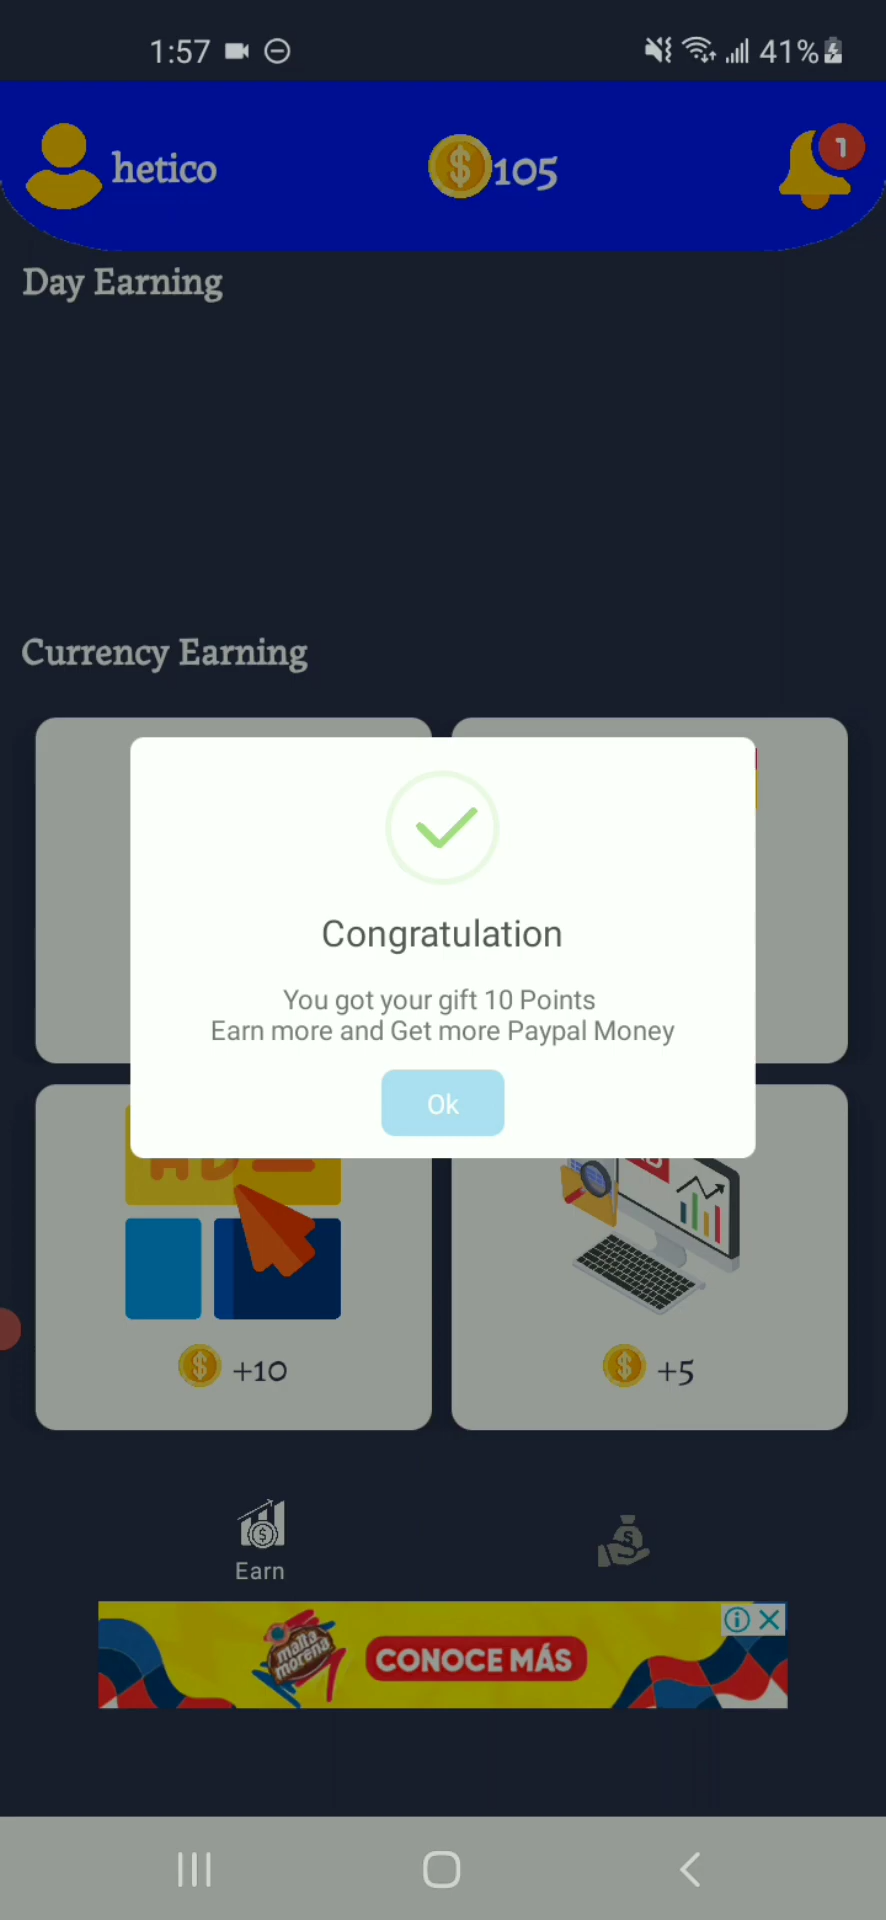 1:57
41%
hetico
105
1
Day Earning
Currency Earning
Congratulation
You got your gift 10 Points
Earn more and Get more Paypal Money
Ok
AD
+10
+5
Earn
malta
morena
CONOCE MÁS